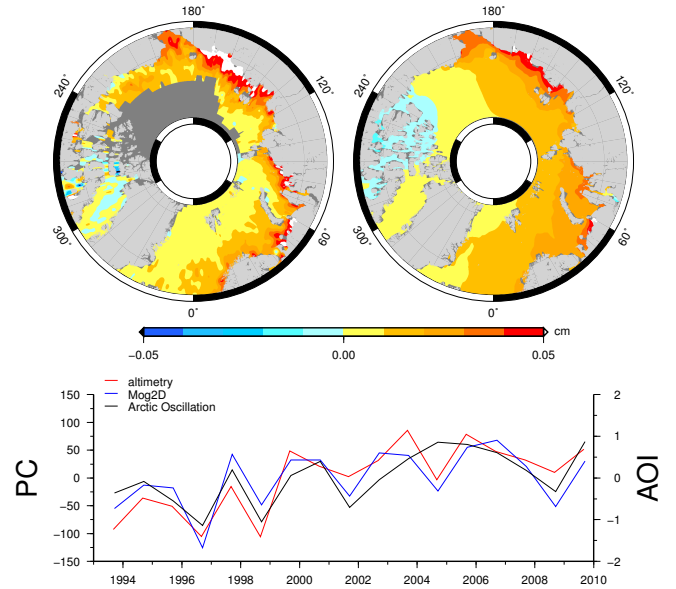 180˚ 180˚
240˚ 120˚ 240˚ 120˚
300˚ 60˚ 300˚ 60˚
0˚ 0˚
cm
−0.05 0.00 0.05
altimetry
Mog2D
Arctic Oscillation
PC
150
100
50
0
−50
−100
−150
2
1
0
−1
−2
AOI
1994 1996 1998 2000 2002 2004 2006 2008 2010